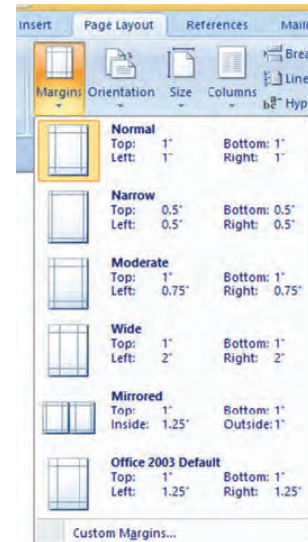 Insert Page Layout References
Margins Orientation Size Columns
Normal
Top: 1" Bottom: 1"
Left: 1" Right: 1"
Narrow
Top: 0.5" Bottom: 0.5"
Left: 0.5" Right: 0.5"
Moderate
Top: 1" Bottom: 1"
Left: 0.75" Right: 0.75"
Wide
Top: 1" Bottom: 1"
Left: 2" Right: 2"
Mirrored
Top: 1" Bottom: 1"
Inside: 1.25" Outside: 1"
Office 2003 Default
Top: 1" Bottom: 1"
Left: 1.25" Right: 1.25"
Custom Margins...